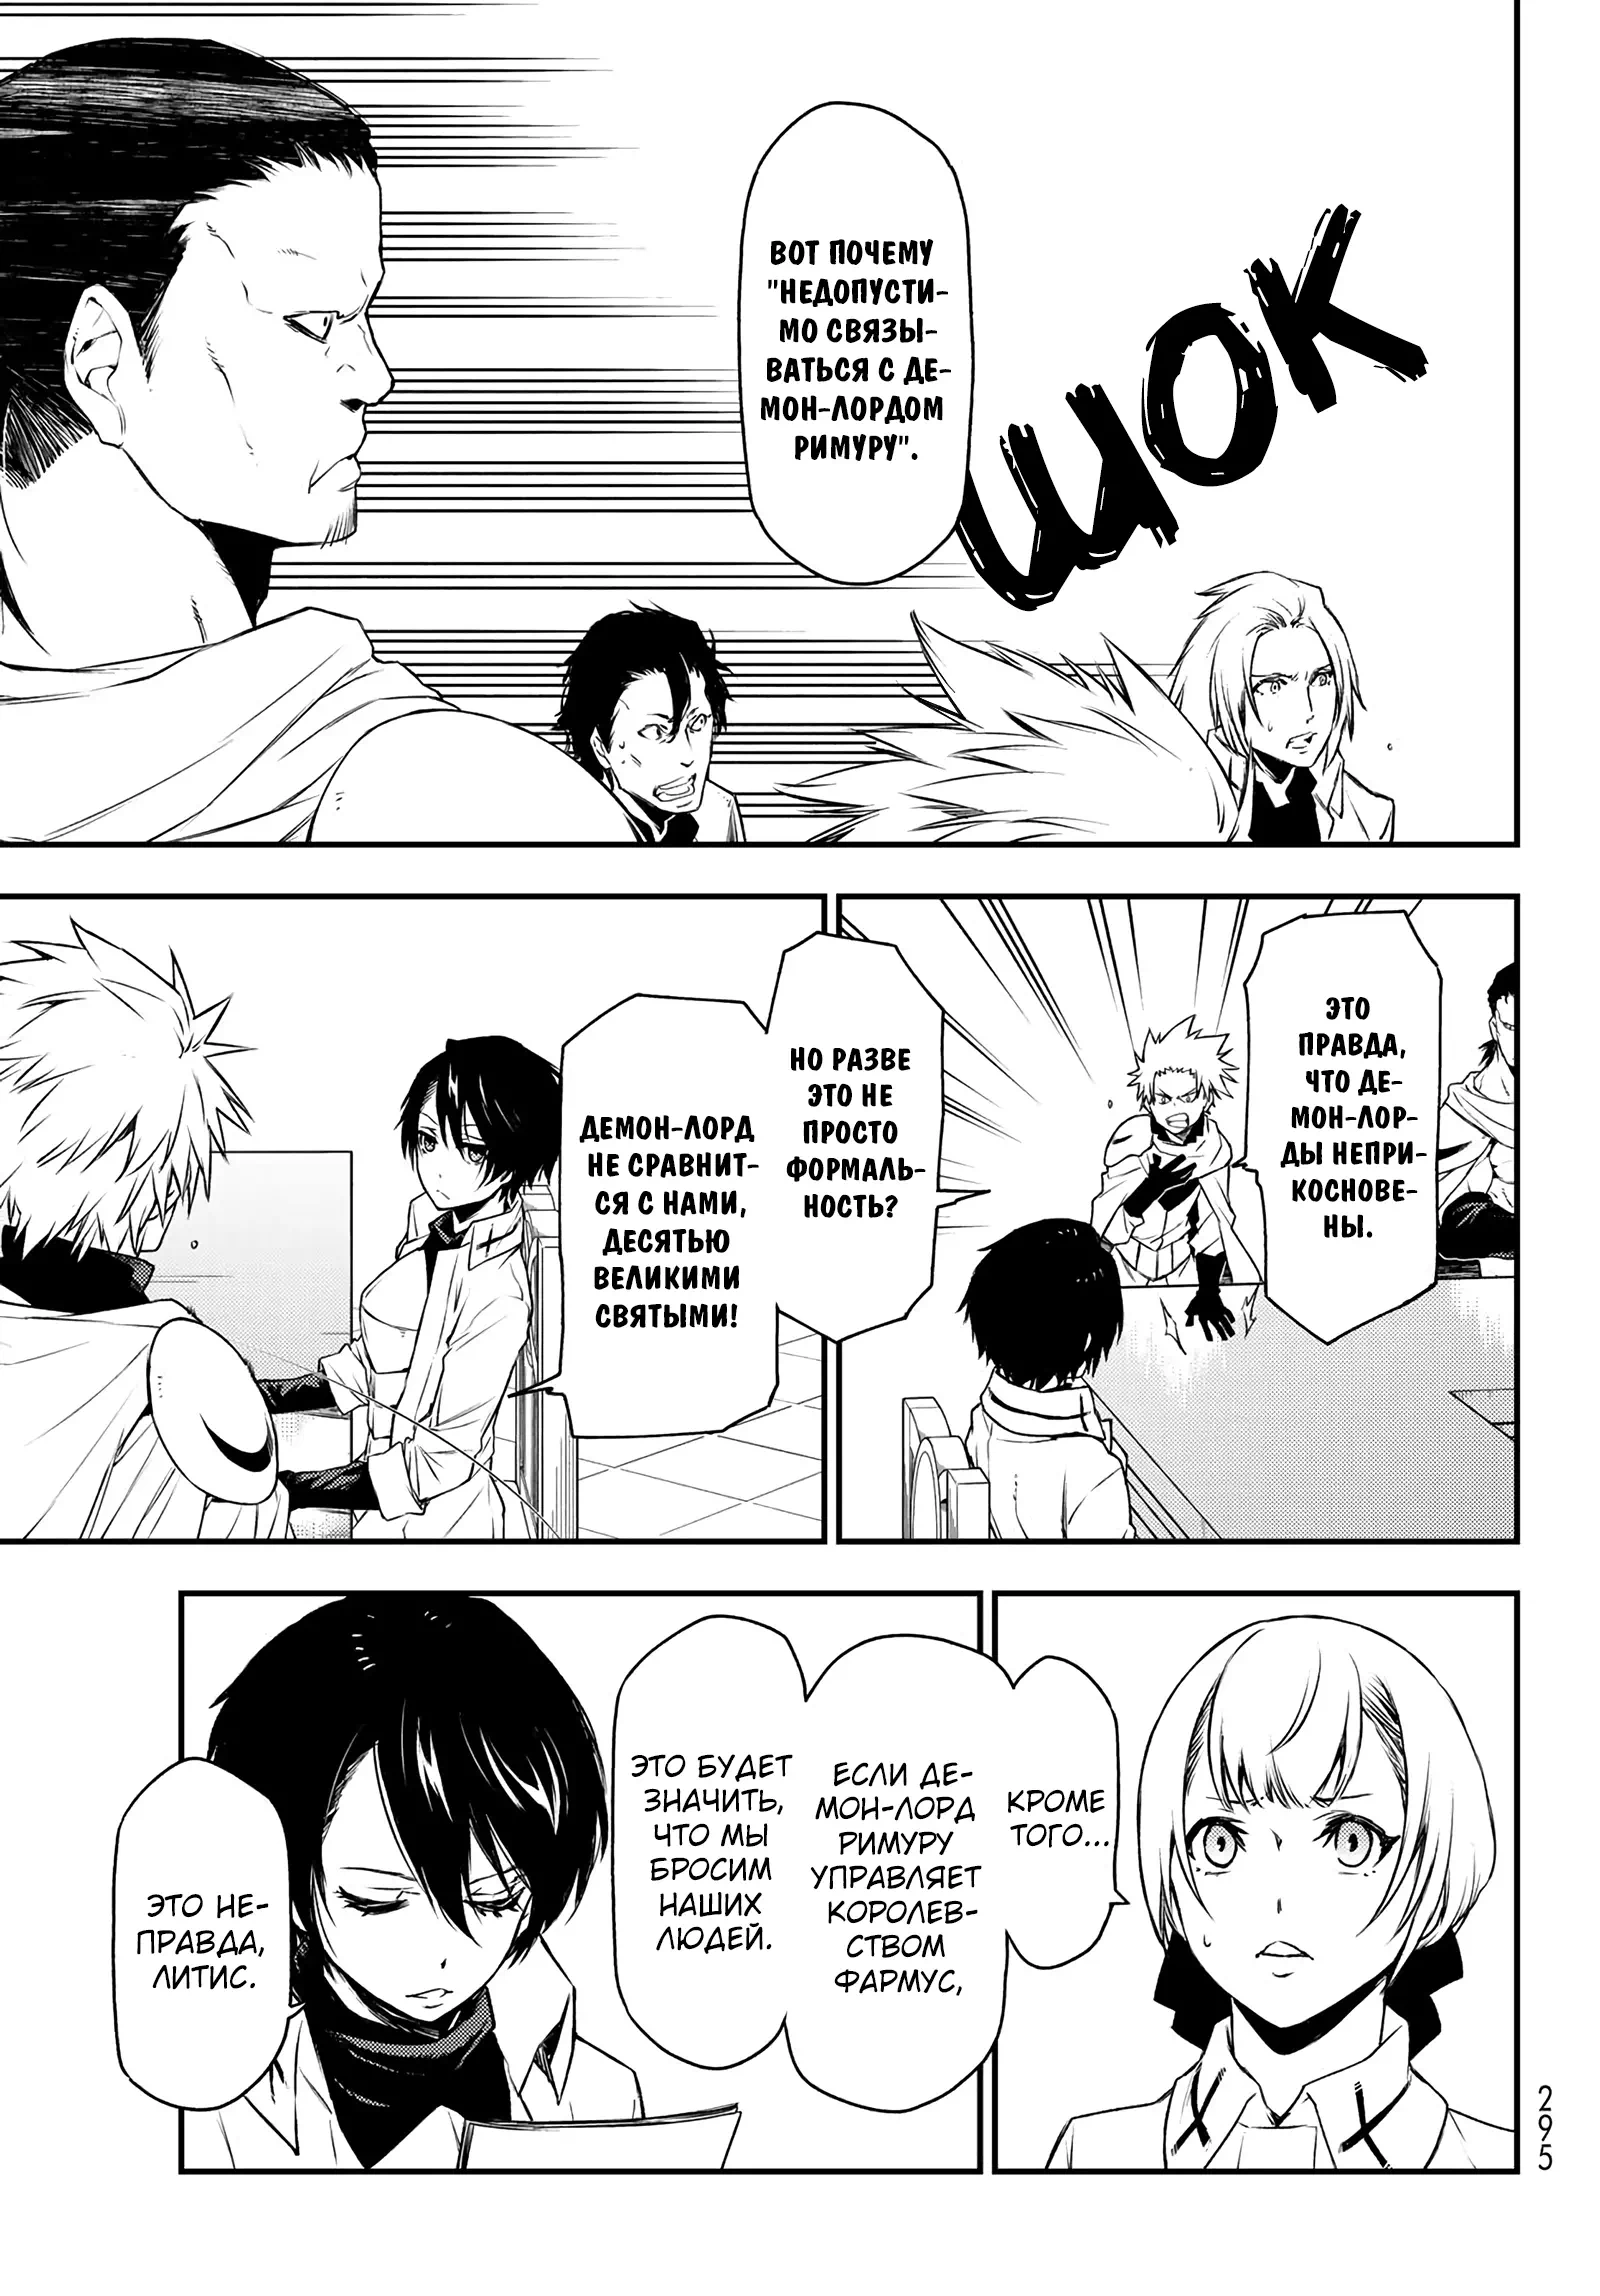 ВОТ ПОЧЕМУ
"НЕДОПУСТИ-
МО СВЯЗЫ-
ВАТЬСЯ С ДЕ-
МОН-ЛОРДОМ
РИМУРУ".
ШОК
ЭТО
ПРАВДА,
ЧТО ДЕ-
МОН-ЛОР-
ДЫ НЕПРИ-
КОСНОВЕ-
НЫ.
НО РАЗВЕ
ЭТО НЕ
ПРОСТО
ФОРМАЛЬ-
НОСТЬ?
ДЕМОН-ЛОРД
НЕ СРАВНИТ-
СЯ С НАМИ,
ДЕСЯТЬЮ
ВЕЛИКИМИ
СВЯТЫМИ!
КРОМЕ
ТОГО...
ЕСЛИ ДЕ-
МОН-ЛОРД
РИМУРУ
УПРАВЛЯЕТ
КОРОЛЕВ-
СТВОМ
ФАРМУС,
ЭТО БУДЕТ
ЗНАЧИТЬ,
ЧТО МЫ
БРОСИМ
НАШИХ
ЛЮДЕЙ.
ЭТО НЕ-
ПРАВДА,
ЛИТИС.
295